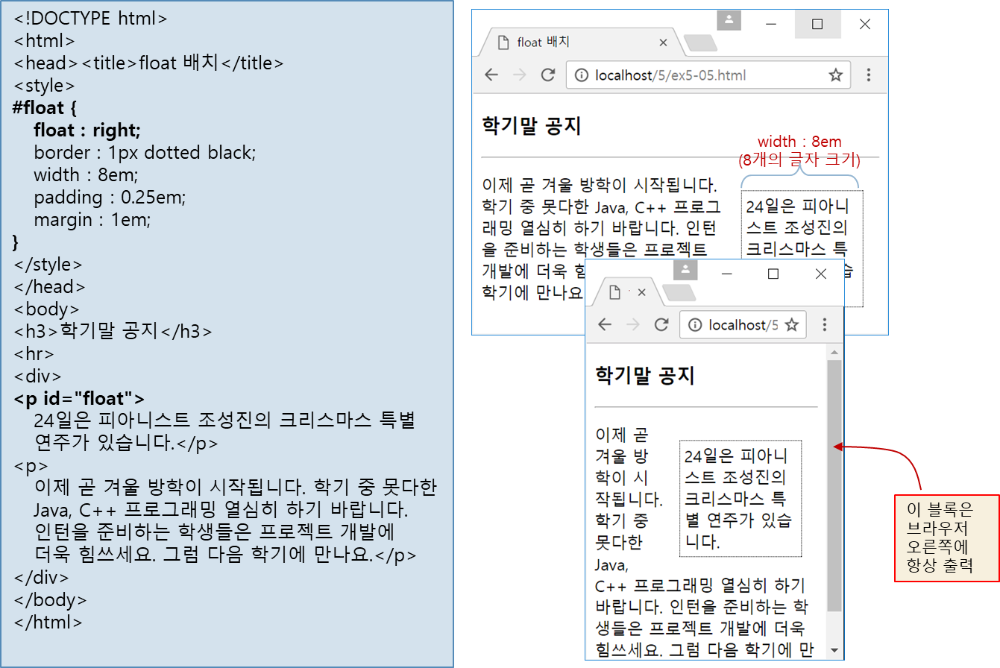 <!DOCTYPE html>
<html>
<head><title>float 배치</title>
<style>
#float {
float : right;
border : 1px dotted black;
width : 8em;
padding : 0.25em;
margin : 1em;
}
</style>
</head>
<body>
<h3>학기말 공지</h3>
<hr>
<div>
<p id="float">
24일은 피아니스트 조성진의 크리스마스 특별
연주가 있습니다.</p>
<p>
이제 곧 겨울 방학이 시작됩니다. 학기 중 못다한
Java, C++ 프로그래밍 열심히 하기 바랍니다.
인턴을 준비하는 학생들은 프로젝트 개발에
더욱 힘쓰세요. 그럼 다음 학기에 만나요.</p>
</div>
</body>
</html>
float 배치
localhost/5/ex5-05.html
학기말 공지
width : 8em
(8개의 글자 크기)
이제 곧 겨울 방학이 시작됩니다.
학기 중 못다한 Java, C++ 프로그
래밍 열심히 하기 바랍니다. 인턴
을 준비하는 학생들은 프로젝트
개발에 더욱 힘
학기에 만나요
24일은 피아니
스트 조성진의
크리스마스 특
습
localhost/5
학기말 공지
이제 곧
겨울 방
학이 시
작됩니다.
학기 중
못다한
Java,
C++ 프로그래밍 열심히 하기
바랍니다. 인턴을 준비하는 학
생들은 프로젝트 개발에 더욱
힘쓰세요. 그럼 다음 학기에 만
24일은 피아니
스트 조성진의
크리스마스 특
별 연주가 있습
니다.
이 블록은
브라우저
오른쪽에
항상 출력